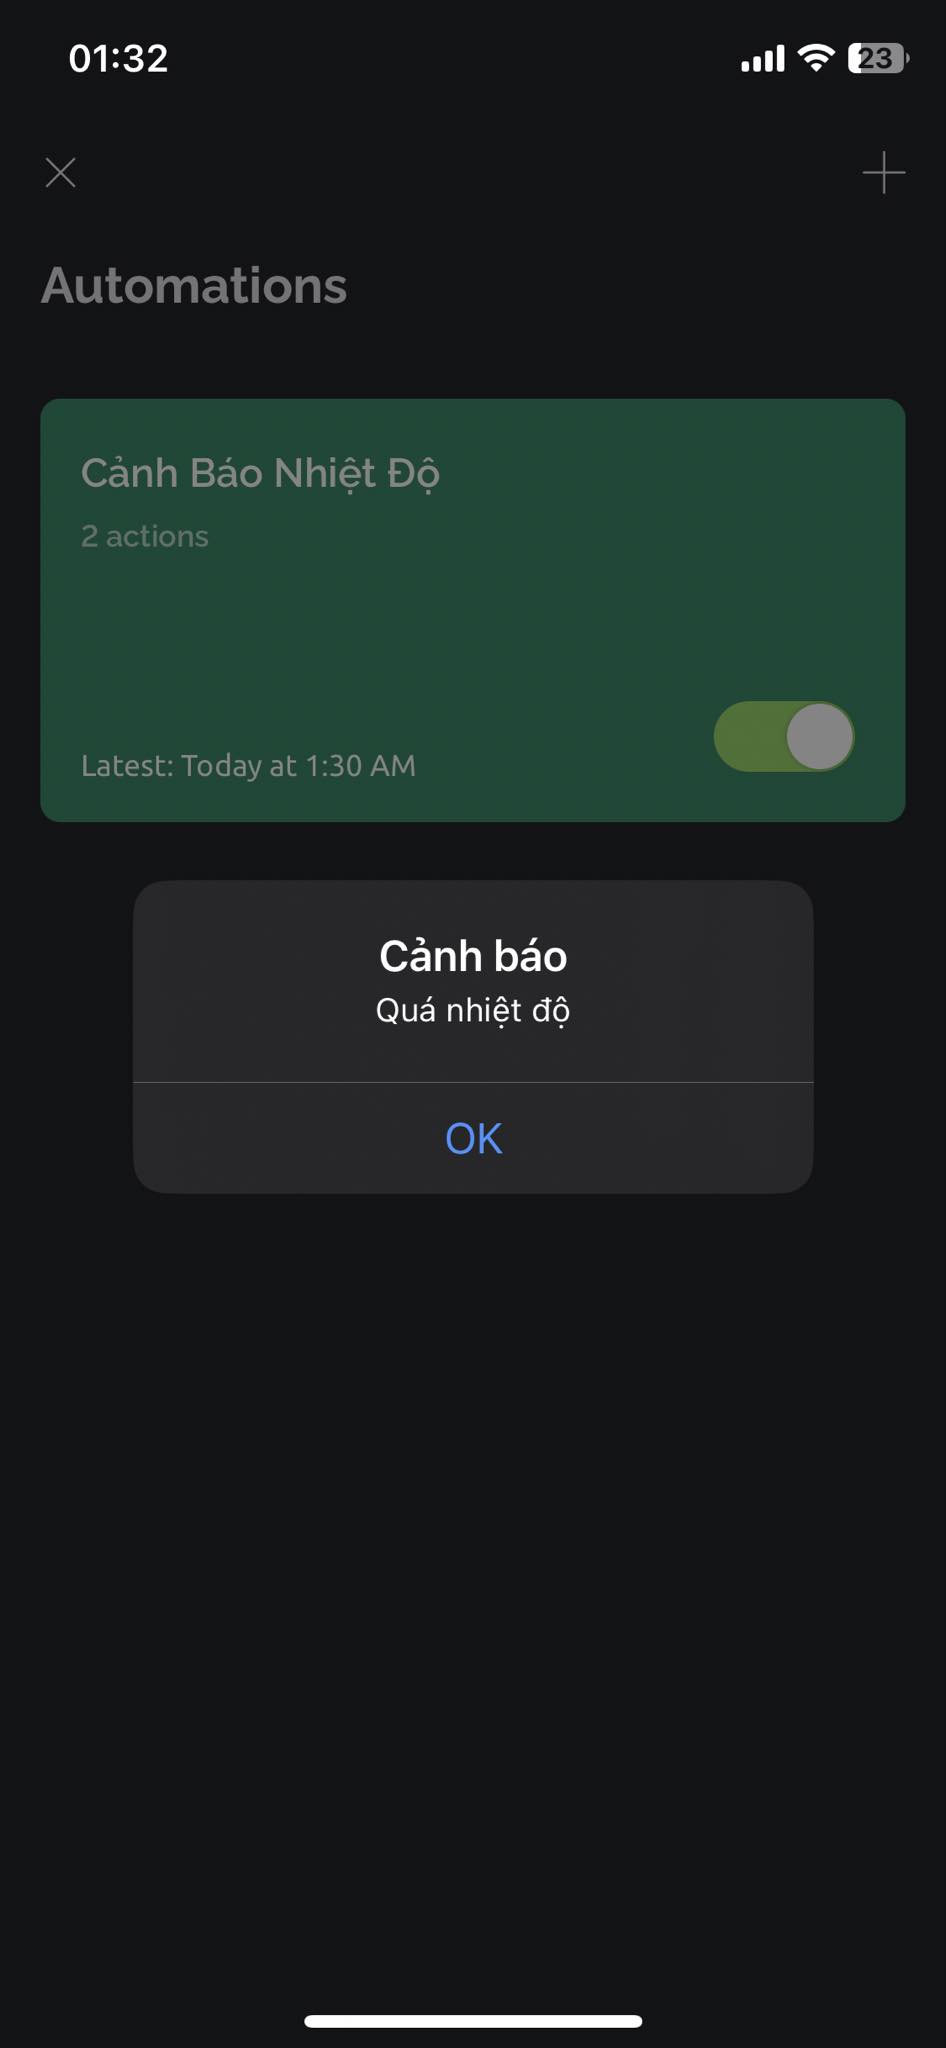 01:32
23
Automations
Cảnh Báo Nhiệt Độ
2 actions
Latest: Today at 1:30 AM
Cảnh báo
Quá nhiệt độ
OK